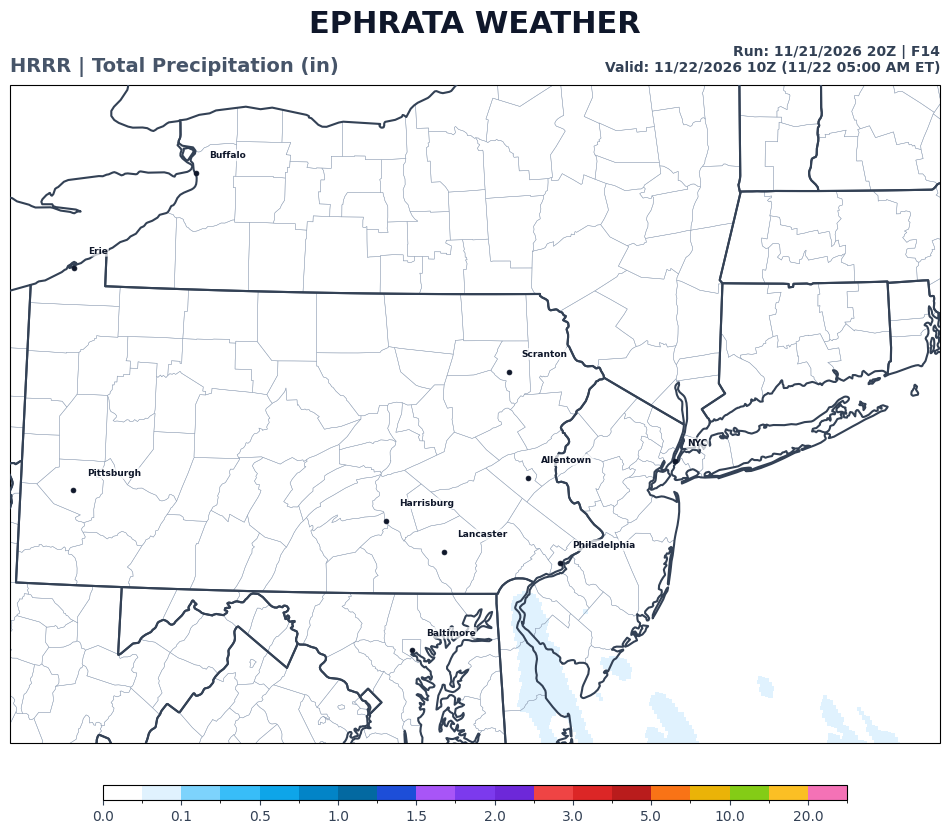 EPHRATA WEATHER
HRRR | Total Precipitation (in)
Run: 11/21/2026 20Z | F14
Valid: 11/22/2026 10Z (11/22 05:00 AM ET)
Buffalo
Erie
Scranton
NYC
Allentown
Pittsburgh
Harrisburg
Lancaster
Philadelphia
Baltimore
0.0 0.1 0.5 1.0 1.5 2.0 3.0 5.0 10.0 20.0